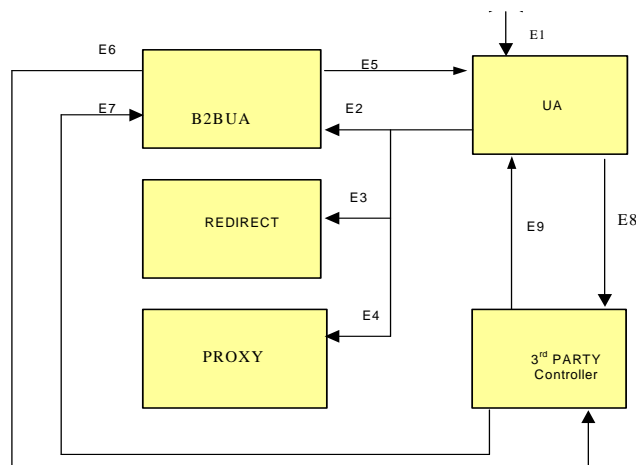 E1
E6
E5
E7
E2
UA
B2BUA
E3
REDIRECT
E9
E8
E4
PROXY
3rd PARTY
Controller